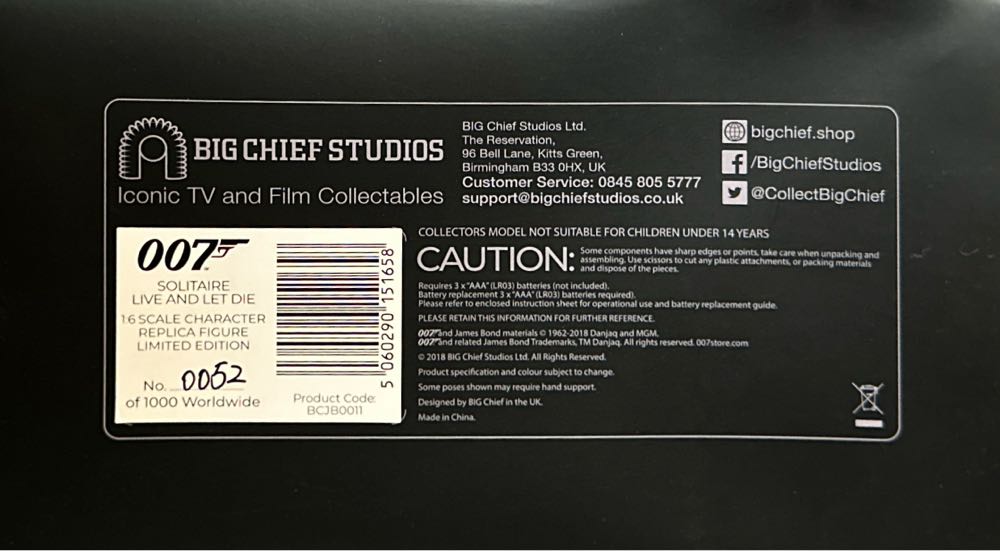 BIG CHIEF STUDIOS
Iconic TV and Film Collectables
BIG Chief Studios Ltd.
The Reservation,
96 Bell Lane, Kitts Green,
Birmingham B33 0HX, UK
Customer Service: 0845 805 5777
support@bigchiefstudios.co.uk
bigchief.shop
f /BigChiefStudios
@CollectBigChief
007
TM
SOLITAIRE
LIVE AND LET DIE
1:6 SCALE CHARACTER
REPLICA FIGURE
LIMITED EDITION
No. 0052
of 1000 Worldwide
5 060290 151658
Product Code:
BCJB0011
COLLECTORS MODEL NOT SUITABLE FOR CHILDREN UNDER 14 YEARS
CAUTION: Some components have sharp edges or points, take care when unpacking and
assembling. Use scissors to cut any plastic attachments, or packing materials
and dispose of the pieces.
Requires 3 x "AAA" (LR03) batteries (not included).
Battery replacement 3 x "AAA" (LR03) batteries required).
Please refer to enclosed instruction sheet for operational use and battery replacement guide.
PLEASE RETAIN THIS INFORMATION FOR FURTHER REFERENCE.
007 and James Bond materials © 1962-2018 Danjaq and MGM.
007 and related James Bond Trademarks, TM Danjaq. All rights reserved. 007store.com
© 2018 BIG Chief Studios Ltd. All Rights Reserved.
Product specification and colour subject to change.
Some poses shown may require hand support.
Designed by BIG Chief in the UK.
Made in China.